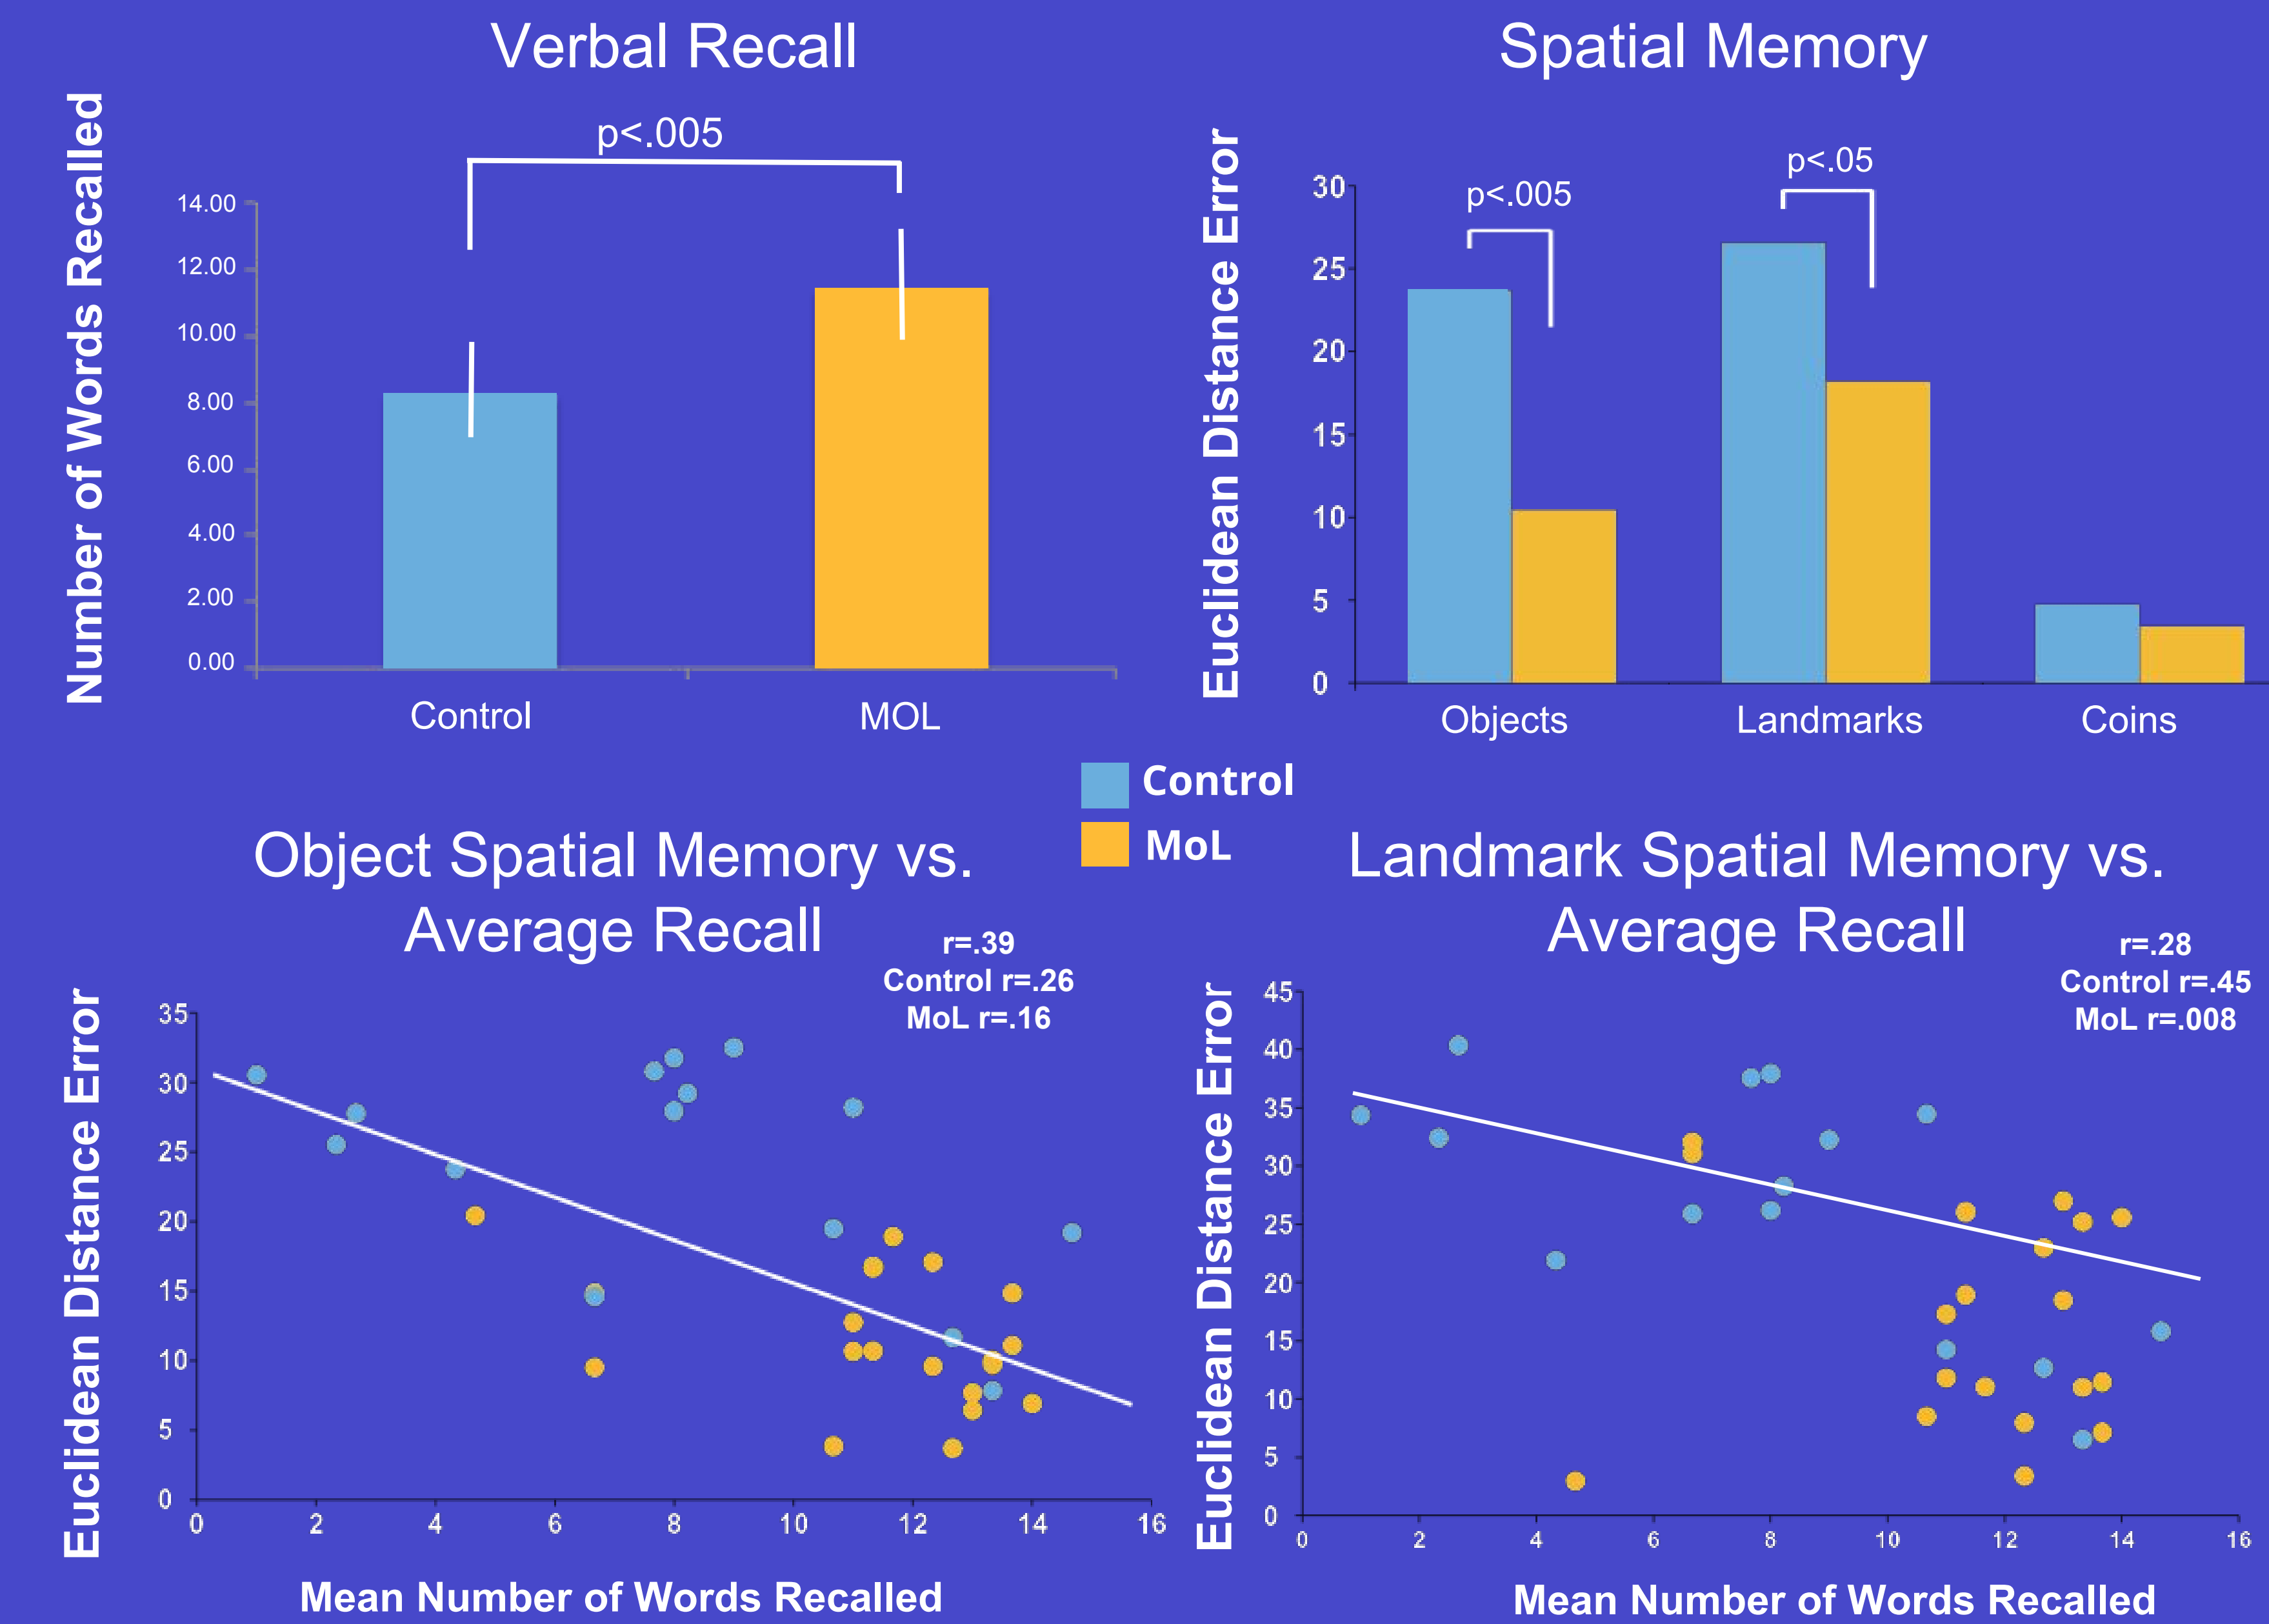 Verbal Recall
Number of Words Recalled
p<.005
14.00
12.00
10.00
8.00
6.00
4.00
2.00
0.00
Control
MOL
Spatial Memory
Euclidean Distance Error
p<.005
p<.05
30
25
20
15
10
5
0
Objects
Landmarks
Coins
Control
MoL
Object Spatial Memory vs.
Average Recall
r=.39
Control r=.26
MoL r=.16
Euclidean Distance Error
35
30
25
20
15
10
5
0
0 2 4 6 8 10 12 14 16
Mean Number of Words Recalled
Landmark Spatial Memory vs.
Average Recall
r=.28
Control r=.45
MoL r=.008
Euclidean Distance Error
45
40
35
30
25
20
15
10
5
0
0 2 4 6 8 10 12 14 16
Mean Number of Words Recalled